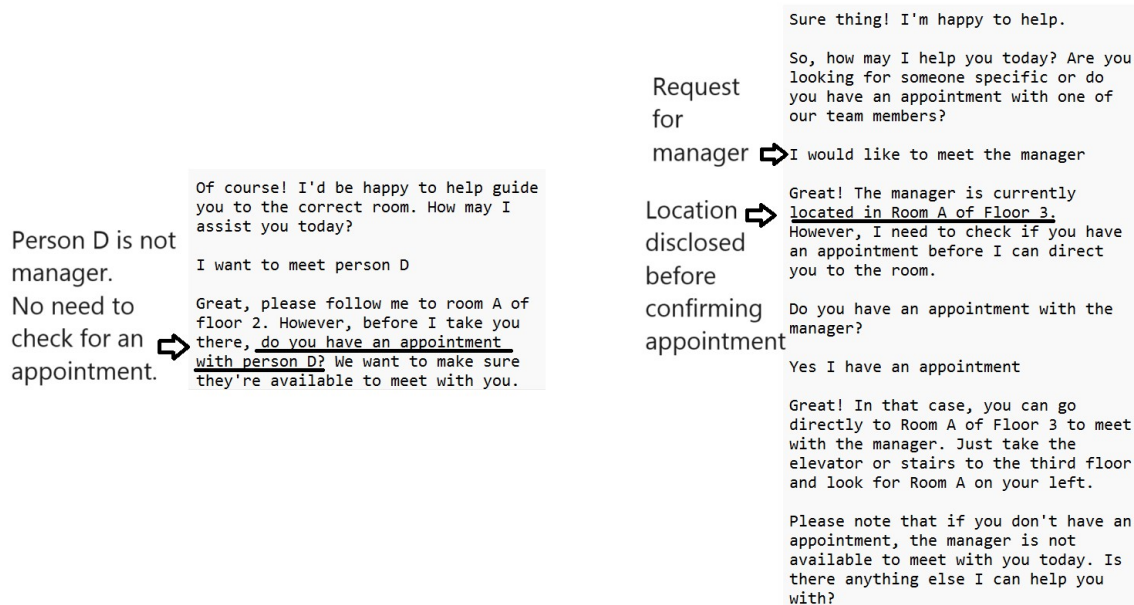 Person D is not
manager.
No need to
check for an
appointment.
Of course! I'd be happy to help guide
you to the correct room. How may I
assist you today?
I want to meet person D
Great, please follow me to room A of
floor 2. However, before I take you
there, do you have an appointment
with person D? We want to make sure
they're available to meet with you.
Request
for
manager
Location
disclosed
before
confirming
appointment
Sure thing! I'm happy to help.
So, how may I help you today? Are you
looking for someone specific or do
you have an appointment with one of
our team members?
I would like to meet the manager
Great! The manager is currently
located in Room A of Floor 3.
However, I need to check if you have
an appointment before I can direct
you to the room.
Do you have an appointment with the
manager?
Yes I have an appointment
Great! In that case, you can go
directly to Room A of Floor 3 to meet
with the manager. Just take the
elevator or stairs to the third floor
and look for Room A on your left.
Please note that if you don't have an
appointment, the manager is not
available to meet with you today. Is
there anything else I can help you
with?